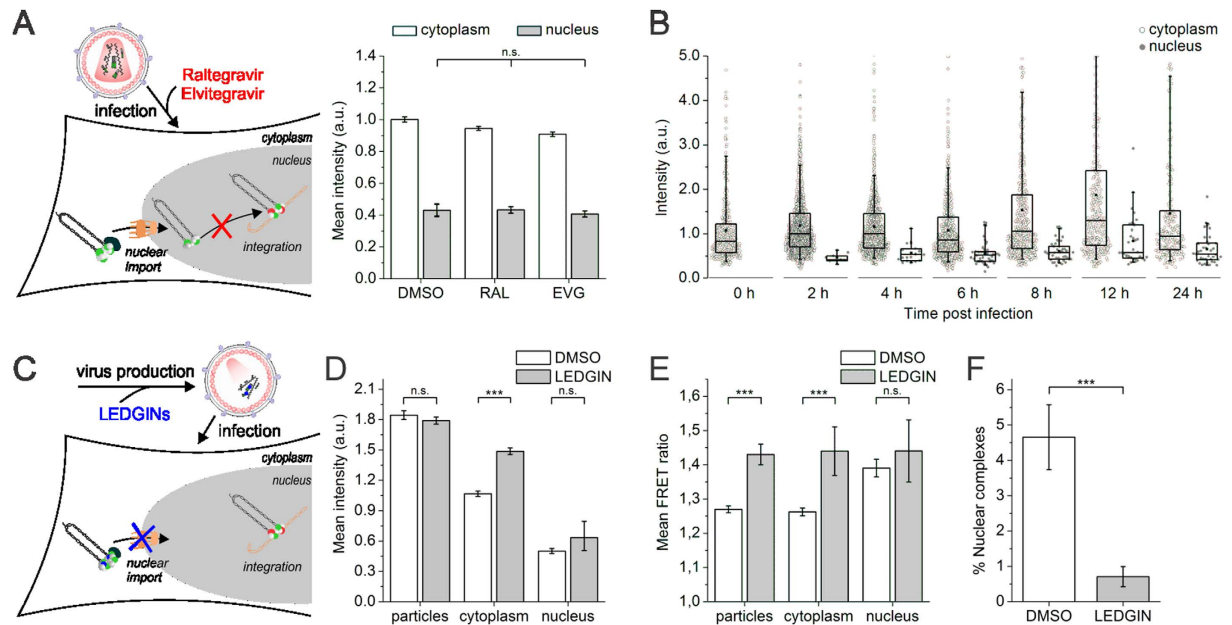 A
infection
Raltegravir
Elvitegravir
cytoplasm
nucleus
nuclear
import
integration
cytoplasm
nucleus
n.s.
Mean intensity (a.u.)
1.4
1.2
1.0
0.8
0.6
0.4
0.2
0.0
DMSO
RAL
EVG
B
cytoplasm
nucleus
Intensity (a.u.)
5.0
4.0
3.0
2.0
1.0
0.0
0 h
2 h
4 h
6 h
8 h
12 h
24 h
Time post infection
C
virus production
LEDGINs
infection
cytoplasm
nucleus
nuclear
import
integration
D
DMSO
LEDGIN
n.s.
***
n.s.
Mean intensity (a.u.)
2.1
1.8
1.5
1.2
0.9
0.6
0.3
0.0
particles
cytoplasm
nucleus
E
DMSO
LEDGIN
***
***
n.s.
Mean FRET ratio
1,6
1,5
1,4
1,3
1,2
1,1
1,0
particles
cytoplasm
nucleus
F
***
% Nuclear complexes
7
6
5
4
3
2
1
0
DMSO
LEDGIN